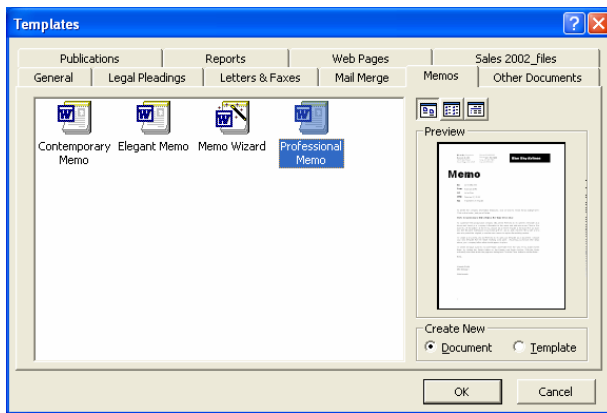 Templates
Publications Reports Web Pages Sales 2002_files
General Legal Pleadings Letters & Faxes Mail Merge Memos Other Documents
Contemporary Memo
Elegant Memo
Memo Wizard
Professional Memo
Preview
Memo
Create New
Document Template
OK Cancel